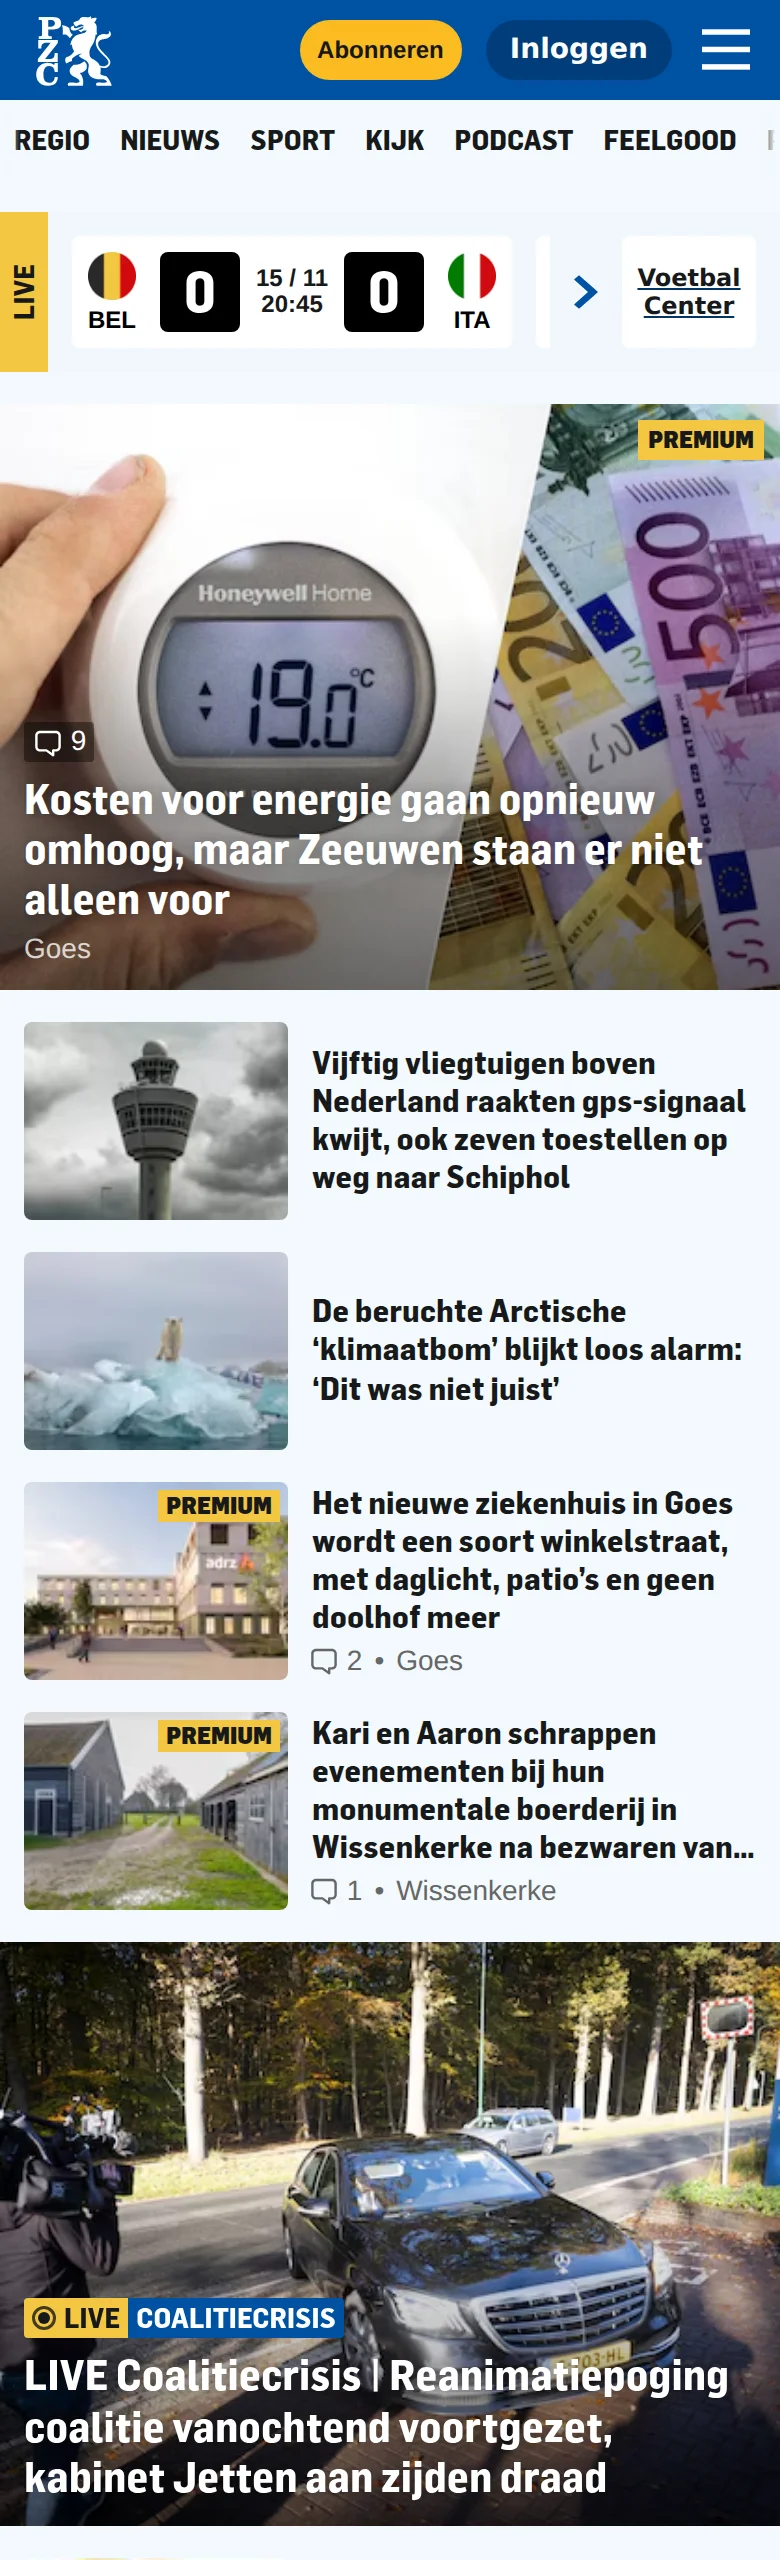 PZC
Abonneren
Inloggen
REGIO NIEUWS SPORT KIJK PODCAST FEELGOOD
LIVE
BEL 0 15 / 11 20:45 0 ITA
Voetbal
Center
PREMIUM
Honeywell Home
19.0°C
500
200
9
Kosten voor energie gaan opnieuw
omhoog, maar Zeeuwen staan er niet
alleen voor
Goes
Vijftig vliegtuigen boven
Nederland raakten gps-signaal
kwijt, ook zeven toestellen op
weg naar Schiphol
De beruchte Arctische
‘klimaatbom’ blijkt loos alarm:
‘Dit was niet juist’
PREMIUM
adrz
Het nieuwe ziekenhuis in Goes
wordt een soort winkelstraat,
met daglicht, patio’s en geen
doolhof meer
2 • Goes
PREMIUM
Kari en Aaron schrappen
evenementen bij hun
monumentale boerderij in
Wissenkerke na bezwaren van...
1 • Wissenkerke
LIVE COALITIECRISIS
LIVE Coalitiecrisis | Reanimatiepoging
coalitie vanochtend voortgezet,
kabinet Jetten aan zijden draad